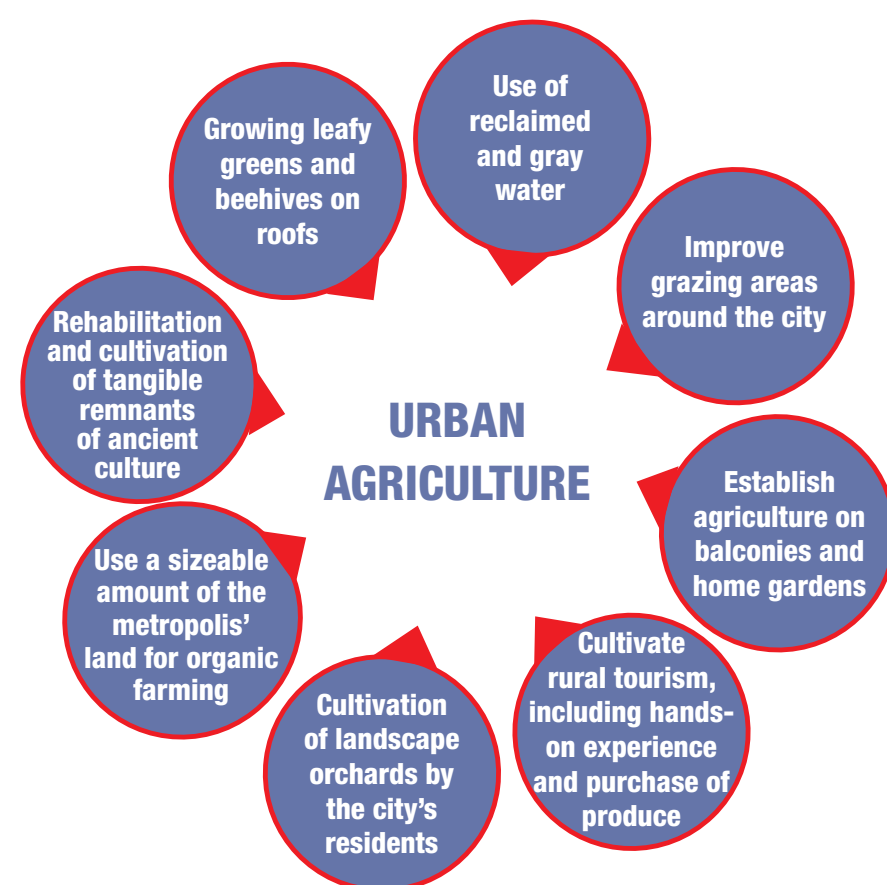 Use of
reclaimed
and gray
water
Improve
grazing areas
around the city
Establish
agriculture on
balconies and
home gardens
Cultivate
rural tourism,
including hands-
on experience
and purchase of
produce
Cultivation
of landscape
orchards by
the city's
residents
Use a sizeable
amount of the
metropolis'
land for organic
farming
Rehabilitation
and cultivation
of tangible
remnants
of ancient
culture
Growing leafy
greens and
beehives on
roofs
URBAN
AGRICULTURE